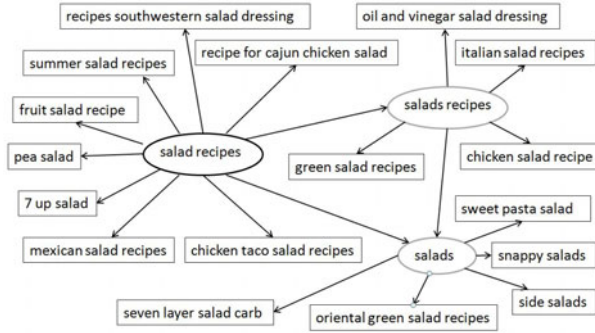 recipes southwestern salad dressing
oil and vinegar salad dressing
summer salad recipes
recipe for cajun chicken salad
italian salad recipes
fruit salad recipe
salads recipes
pea salad
salad recipes
green salad recipes
chicken salad recipe
7 up salad
sweet pasta salad
mexican salad recipes
chicken taco salad recipes
salads
snappy salads
seven layer salad carb
oriental green salad recipes
side salads